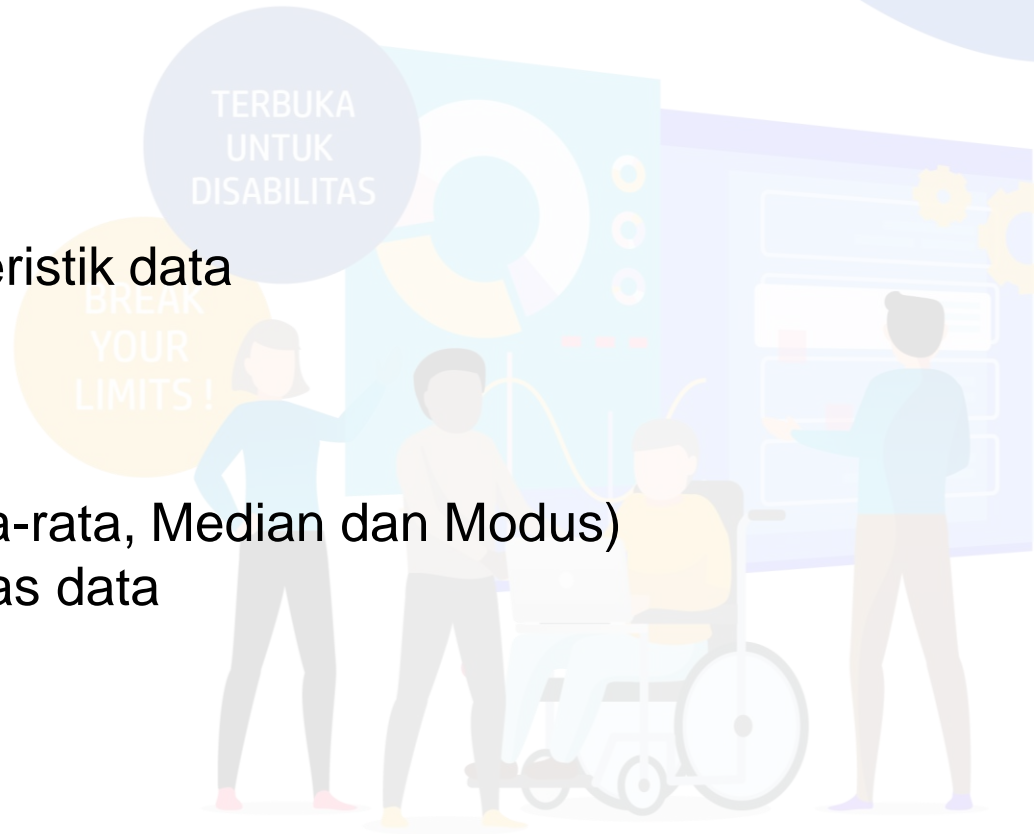 TERBUKA
UNTUK
DISABILITAS
eristik data
BREAK
YOUR
LIMITS !
a-rata, Median dan Modus)
as data